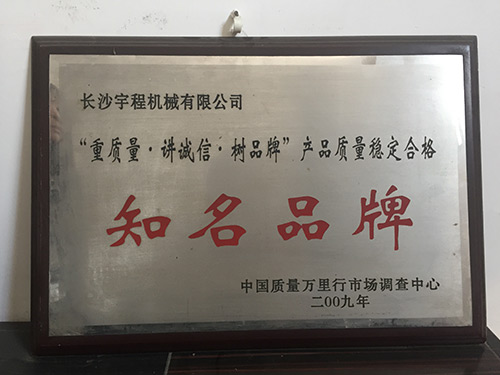 长沙宇程机械有限公司
“重质量·讲诚信·树品牌”产品质量稳定合格
知名品牌
中国质量万里行市场调查中心
二00九年